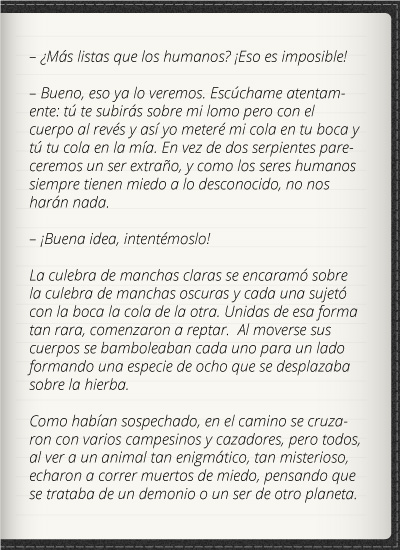 – ¿Más listas que los humanos? ¡Eso es imposible!
– Bueno, eso ya lo veremos. Escúchame atentam-
ente: tú te subirás sobre mi lomo pero con el
cuerpo al revés y así yo meteré mi cola en tu boca y
tú tu cola en la mía. En vez de dos serpientes pare-
ceremos un ser extraño, y como los seres humanos
siempre tienen miedo a lo desconocido, no nos
harán nada.
– ¡Buena idea, intentémoslo!
La culebra de manchas claras se encaramó sobre
la culebra de manchas oscuras y cada una sujetó
con la boca la cola de la otra. Unidas de esa forma
tan rara, comenzaron a reptar.  Al moverse sus
cuerpos se bamboleaban cada uno para un lado
formando una especie de ocho que se desplazaba
sobre la hierba.
Como habían sospechado, en el camino se cruza-
ron con varios campesinos y cazadores, pero todos,
al ver a un animal tan enigmático, tan misterioso,
echaron a correr muertos de miedo, pensando que
se trataba de un demonio o un ser de otro planeta.